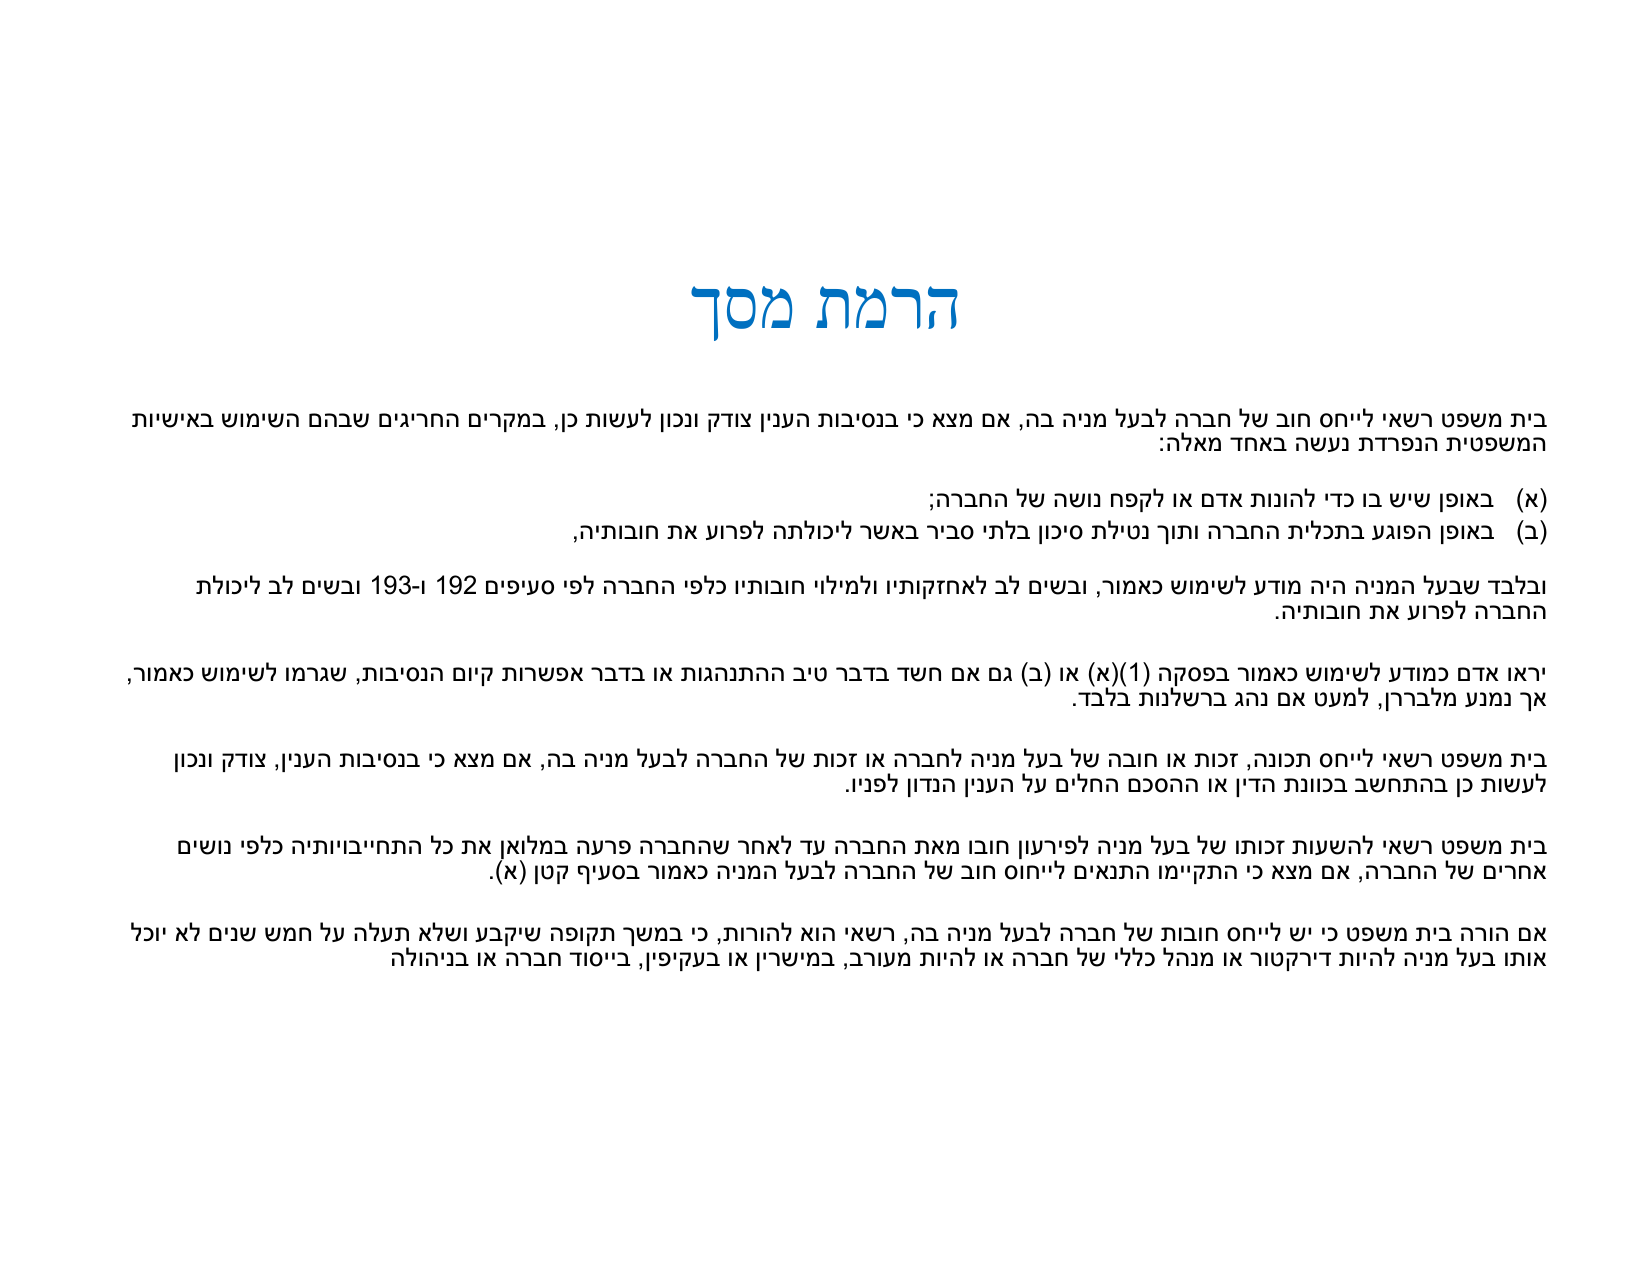 הרמת מסך
בית משפט רשאי לייחס חוב של חברה לבעל מניה בה, אם מצא כי בנסיבות הענין צודק ונכון לעשות כן, במקרים החריגים שבהם השימוש באישיות
המשפטית הנפרדת נעשה באחד מאלה:
(א) באופן שיש בו כדי להונות אדם או לקפח נושה של החברה;
(ב) באופן הפוגע בתכלית החברה ותוך נטילת סיכון בלתי סביר באשר ליכולתה לפרוע את חובותיה,
ובלבד שבעל המניה היה מודע לשימוש כאמור, ובשים לב לאחזקותיו ולמילוי חובותיו כלפי החברה לפי סעיפים 192 ו-193 ובשים לב ליכולת
החברה לפרוע את חובותיה.
יראו אדם כמודע לשימוש כאמור בפסקה (1)(א) או (ב) גם אם חשד בדבר טיב ההתנהגות או בדבר אפשרות קיום הנסיבות, שגרמו לשימוש כאמור,
אך נמנע מלבררן, למעט אם נהג ברשלנות בלבד.
בית משפט רשאי לייחס תכונה, זכות או חובה של בעל מניה לחברה או זכות של החברה לבעל מניה בה, אם מצא כי בנסיבות הענין, צודק ונכון
לעשות כן בהתחשב בכוונת הדין או ההסכם החלים על הענין הנדון לפניו.
בית משפט רשאי להשעות זכותו של בעל מניה לפירעון חובו מאת החברה עד לאחר שהחברה פרעה במלואן את כל התחייבויותיה כלפי נושים
אחרים של החברה, אם מצא כי התקיימו התנאים לייחוס חוב של החברה לבעל המניה כאמור בסעיף קטן (א).
אם הורה בית משפט כי יש לייחס חובות של חברה לבעל מניה בה, רשאי הוא להורות, כי במשך תקופה שיקבע ושלא תעלה על חמש שנים לא יוכל
אותו בעל מניה להיות דירקטור או מנהל כללי של חברה או להיות מעורב, במישרין או בעקיפין, בייסוד חברה או בניהולה